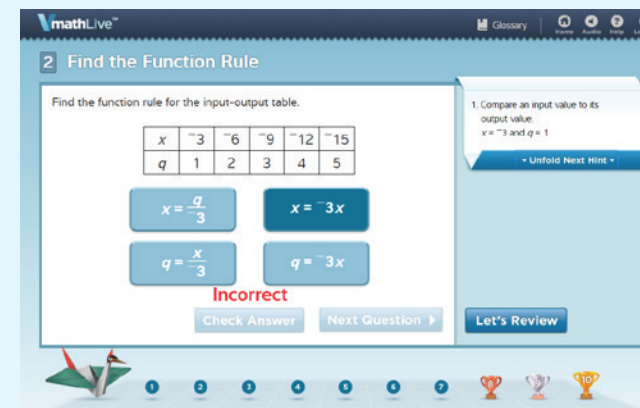 VmathLive™
Glossary
Home Audio Help
2 Find the Function Rule
Find the function rule for the input-output table.
x ⁻3 ⁻6 ⁻9 ⁻12 ⁻15
q 1 2 3 4 5
x = q/⁻3
x = ⁻3x
q = x/⁻3
q = ⁻3x
Incorrect
Check Answer
Next Question
1. Compare an input value to its
output value.
x = ⁻3 and q = 1
Unfold Next Hint
Let's Review
1 2 3 4 5 6 7 10